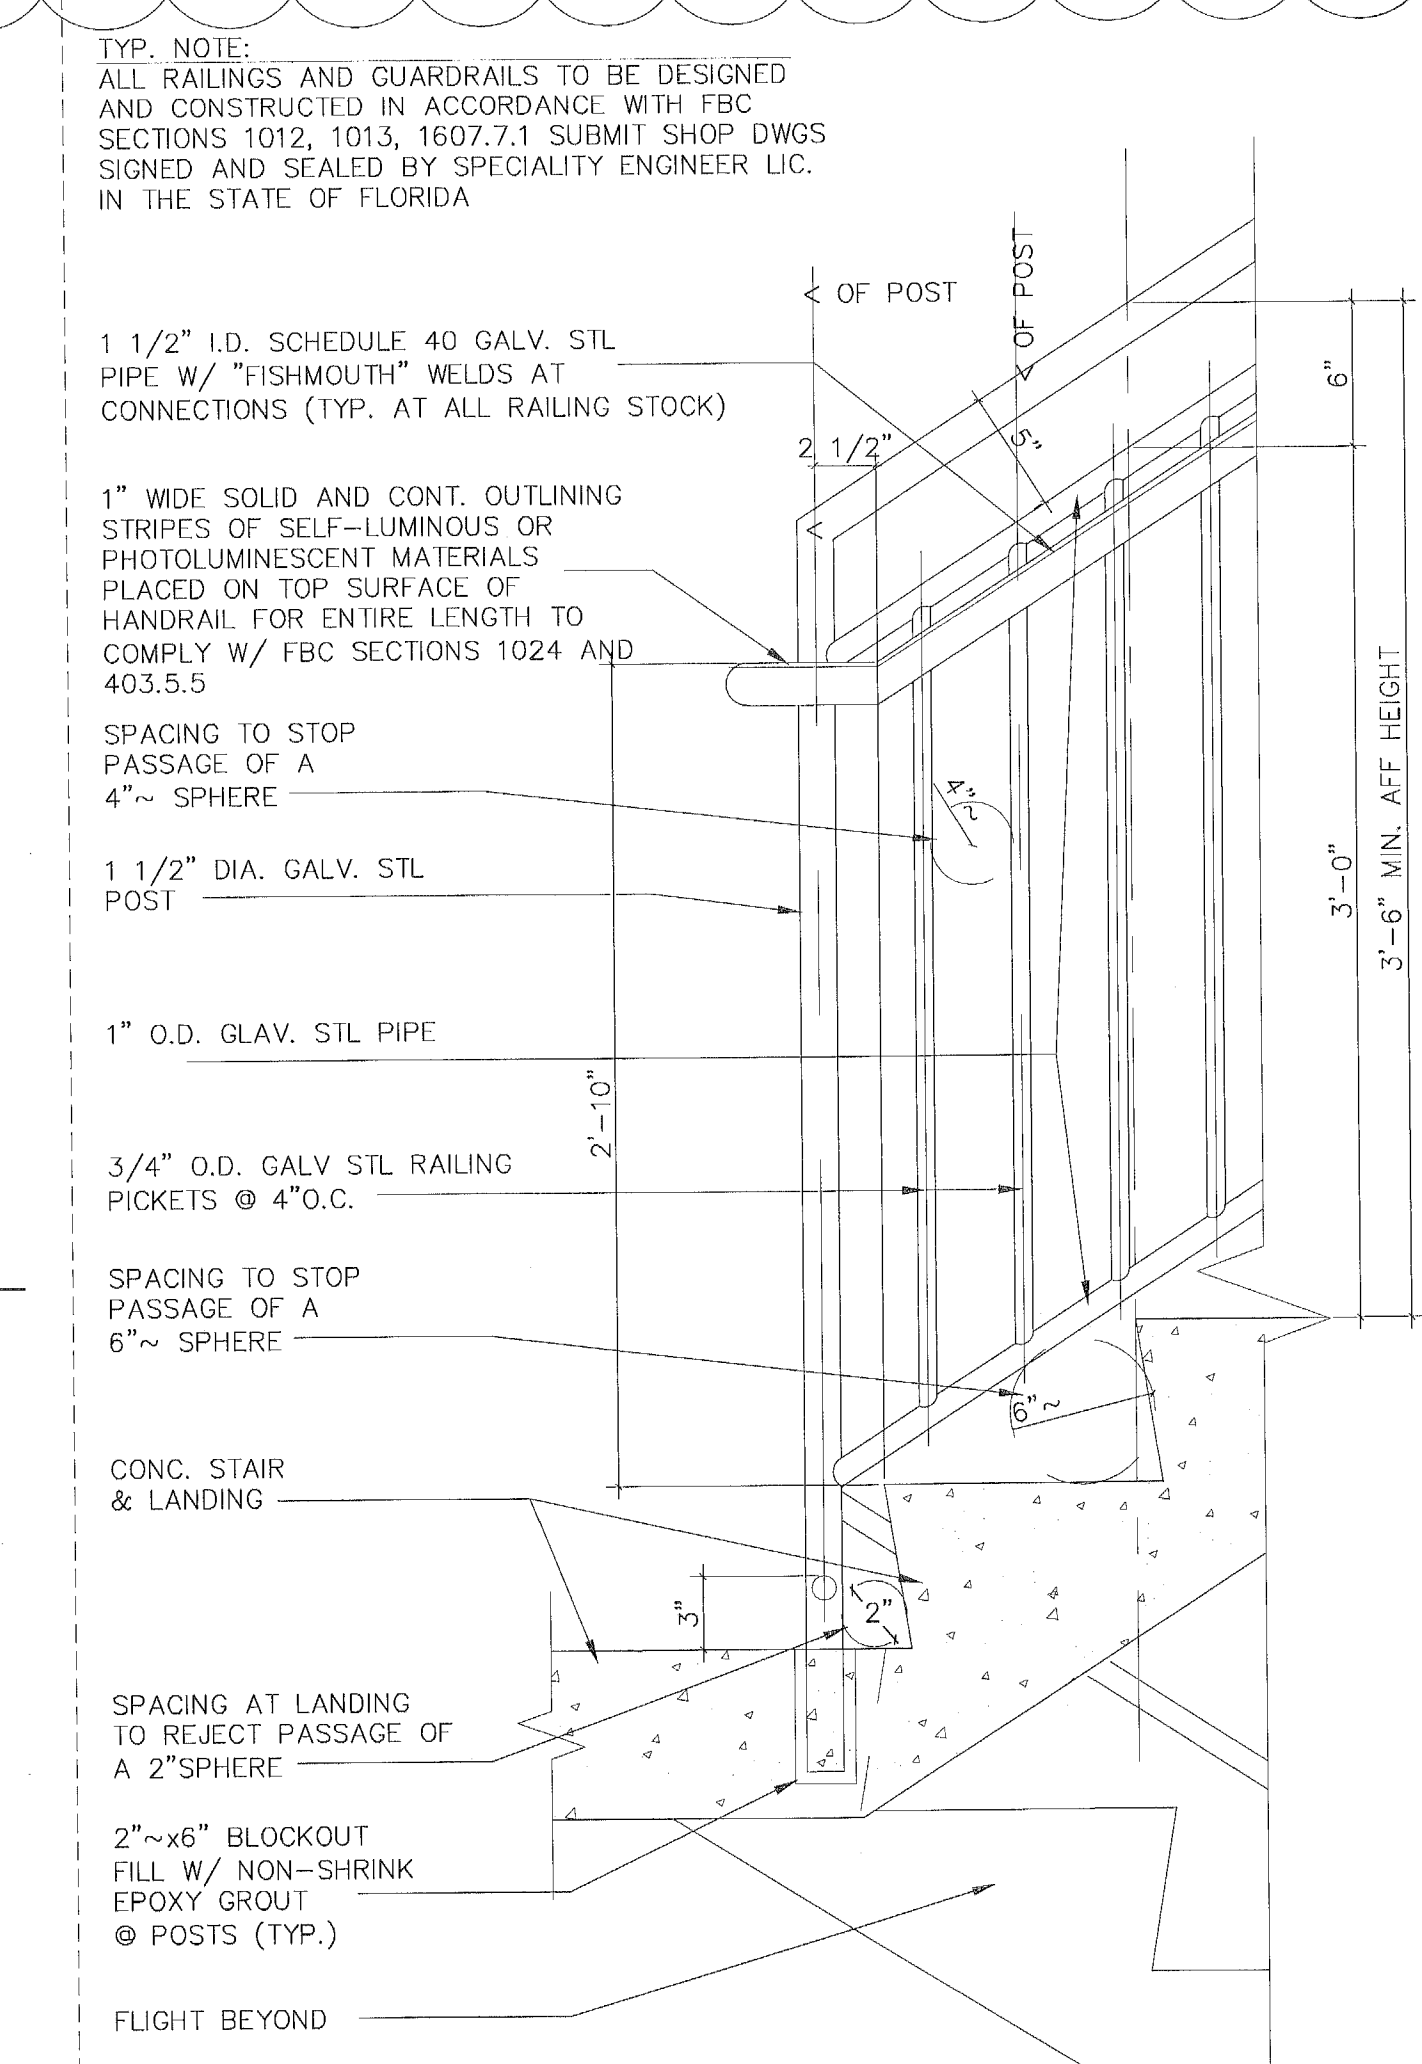 TYP. NOTE:
ALL RAILINGS AND GUARDRAILS TO BE DESIGNED
AND CONSTRUCTED IN ACCORDANCE WITH FBC
SECTIONS 1012, 1013, 1607.7.1 SUBMIT SHOP DWGS
SIGNED AND SEALED BY SPECIALITY ENGINEER LIC.
IN THE STATE OF FLORIDA
< OF POST
< OF POST
1 1/2" I.D. SCHEDULE 40 GALV. STL
PIPE W/ "FISHMOUTH" WELDS AT
CONNECTIONS (TYP. AT ALL RAILING STOCK)
6"
5"
2 1/2"
<
1" WIDE SOLID AND CONT. OUTLINING
STRIPES OF SELF-LUMINOUS OR
PHOTOLUMINESCENT MATERIALS
PLACED ON TOP SURFACE OF
HANDRAIL FOR ENTIRE LENGTH TO
COMPLY W/ FBC SECTIONS 1024 AND
403.5.5
SPACING TO STOP
PASSAGE OF A
4"~ SPHERE
4"~
3'-0"
3'-6" MIN. AFF HEIGHT
1 1/2" DIA. GALV. STL
POST
1" O.D. GLAV. STL PIPE
2'-10"
3/4" O.D. GALV STL RAILING
PICKETS @ 4"O.C.
SPACING TO STOP
PASSAGE OF A
6"~ SPHERE
6"~
CONC. STAIR
& LANDING
3"
2"
SPACING AT LANDING
TO REJECT PASSAGE OF
A 2"SPHERE
2"~x6" BLOCKOUT
FILL W/ NON-SHRINK
EPOXY GROUT
@ POSTS (TYP.)
FLIGHT BEYOND